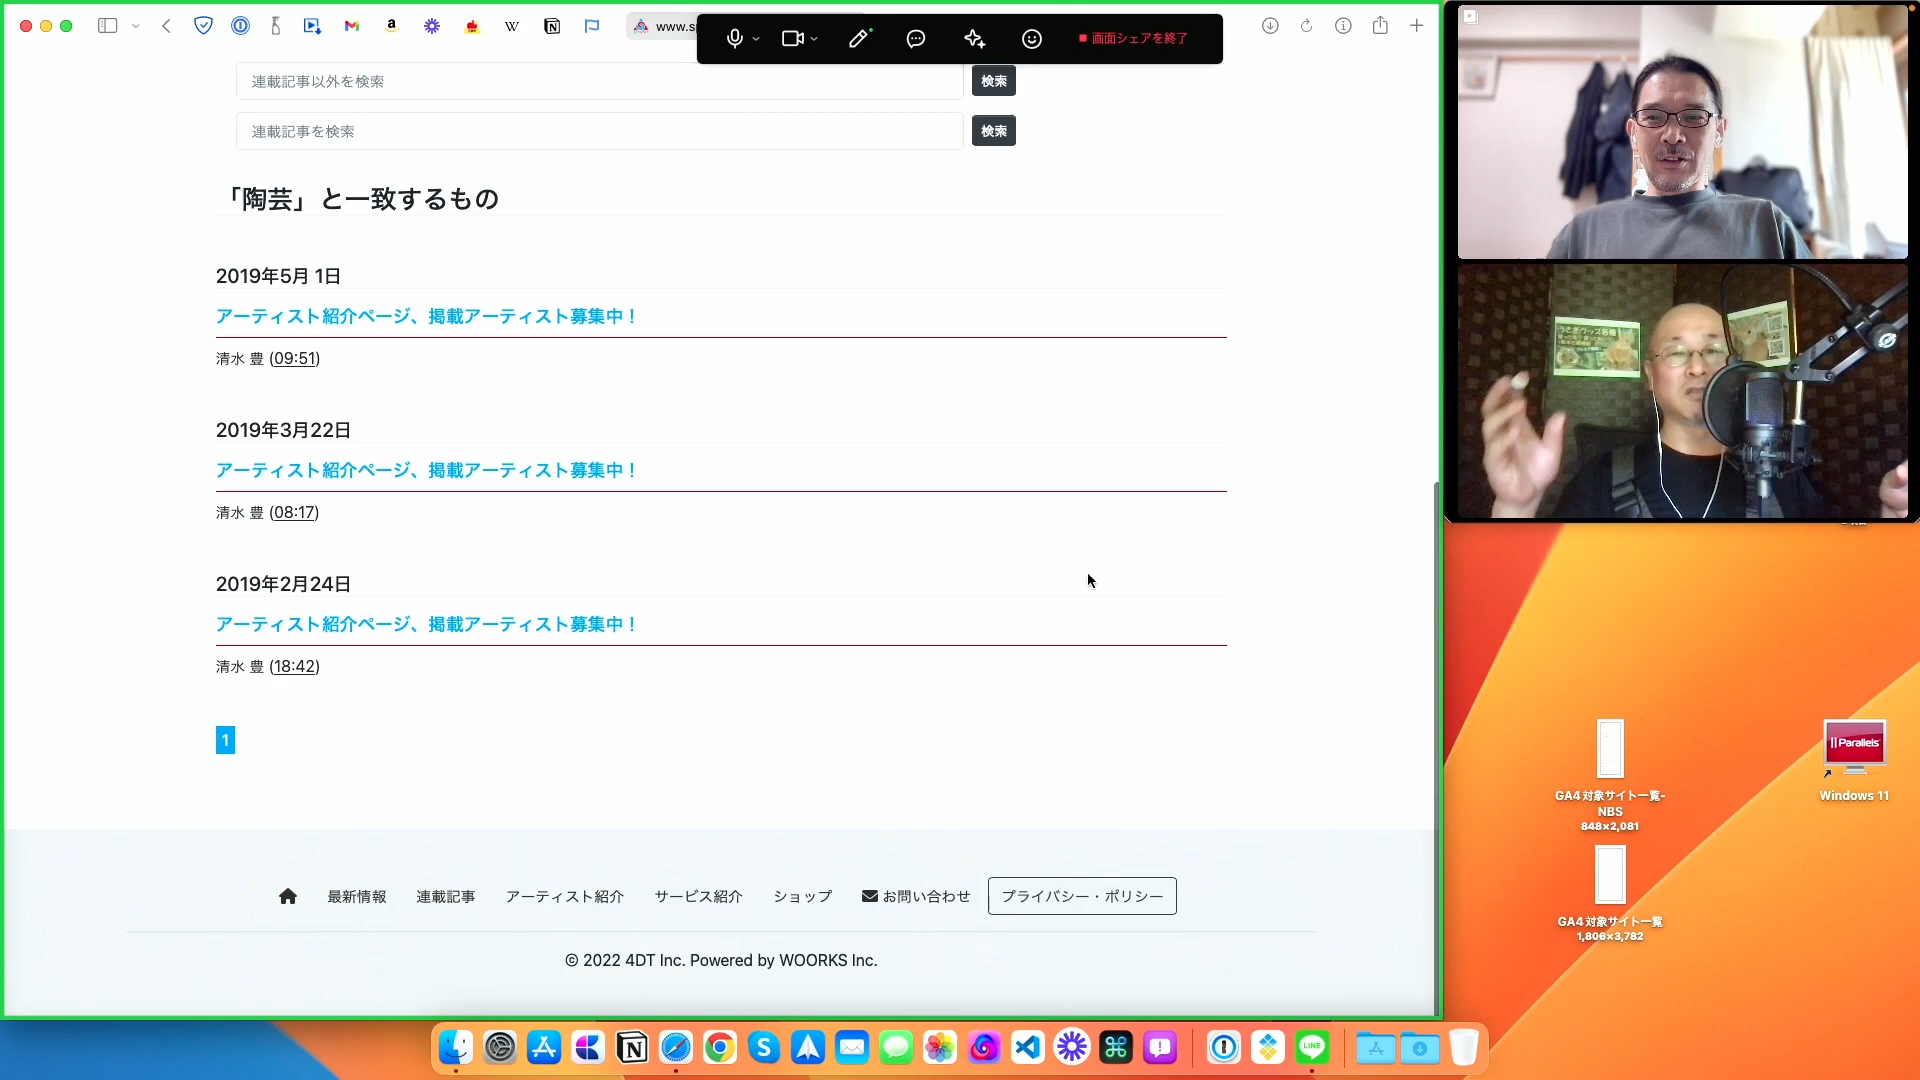 www.s
画面シェアを終了
連載記事以外を検索
検索
連載記事を検索
検索
「陶芸」と一致するもの
2019年5月 1日
アーティスト紹介ページ、掲載アーティスト募集中！
清水 豊 (09:51)
2019年3月22日
アーティスト紹介ページ、掲載アーティスト募集中！
清水 豊 (08:17)
2019年2月24日
アーティスト紹介ページ、掲載アーティスト募集中！
清水 豊 (18:42)
1
最新情報
連載記事
アーティスト紹介
サービス紹介
ショップ
お問い合わせ
プライバシー・ポリシー
© 2022 4DT Inc. Powered by WOORKS Inc.
うさぎグッズ各種
Parallels
Windows 11
GA4 対象サイト一覧-
NBS
848×2,081
GA4 対象サイト一覧
1,806×3,782
LINE